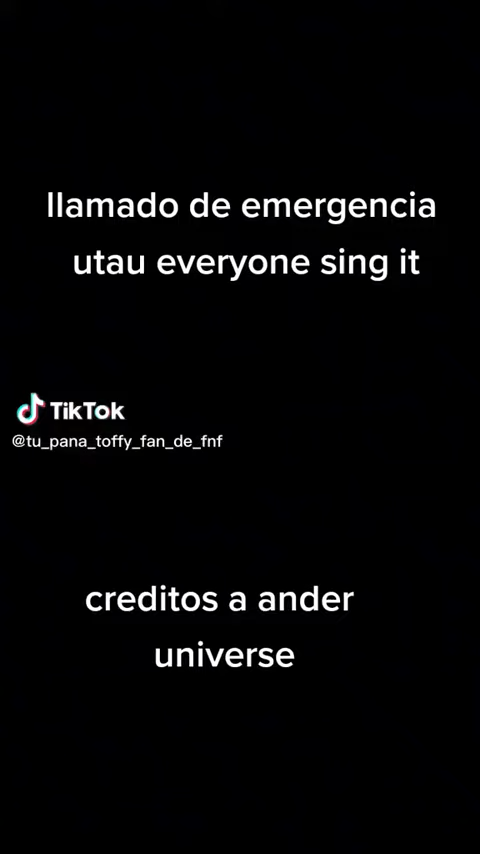 llamado de emergencia
utau everyone sing it
TikTok
@tu_pana_toffy_fan_de_fnf
creditos a ander
universe